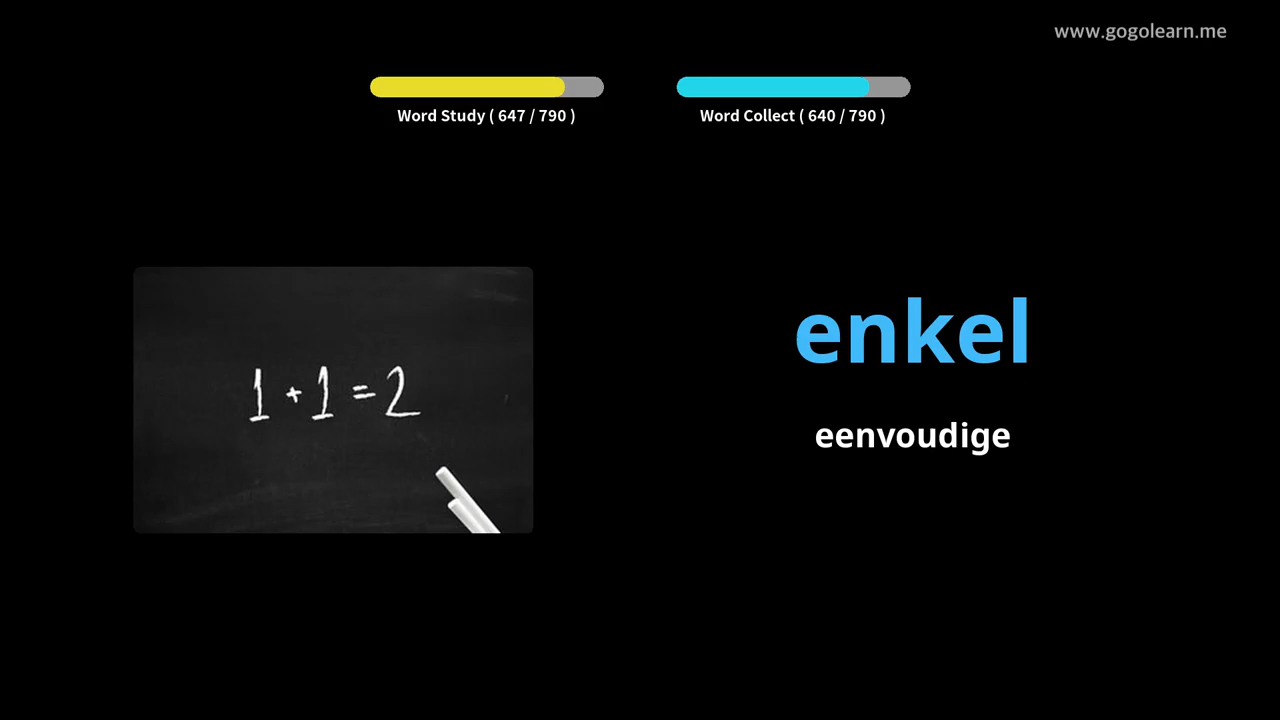 www.gogolearn.me
Word Study ( 647 / 790 )
Word Collect ( 640 / 790 )
1 + 1 = 2
enkel
eenvoudige